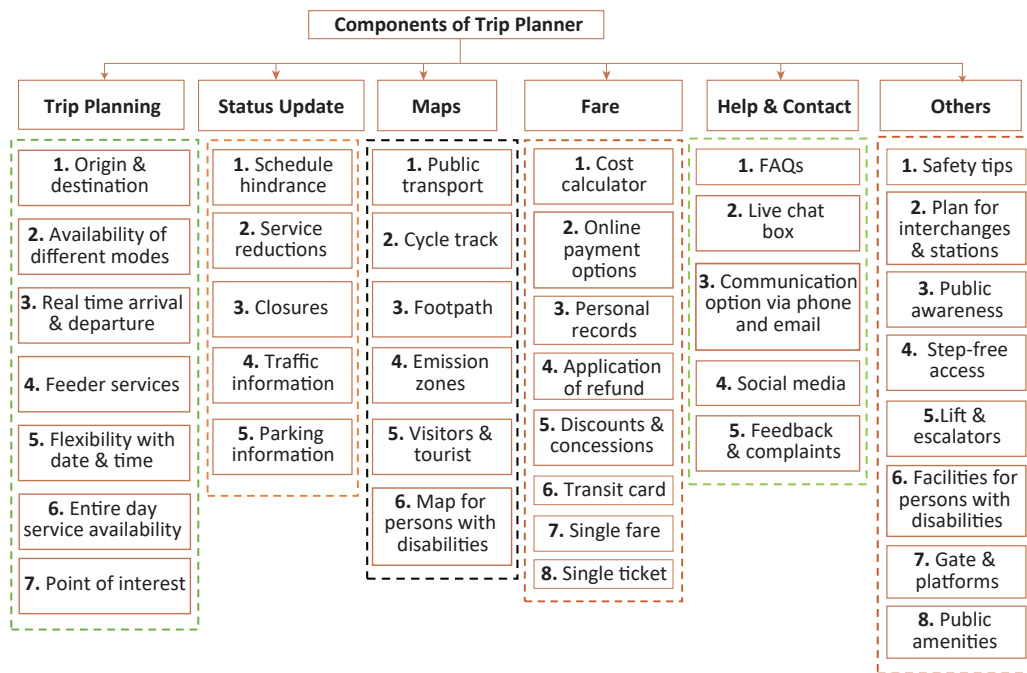 Components of Trip Planner
Trip Planning
Status Update
Maps
Fare
Help & Contact
Others
1. Origin &
destination
2. Availability of
different modes
3. Real time arrival
& departure
4. Feeder services
5. Flexibility with
date & time
6. Entire day
service availability
7. Point of interest
1. Schedule
hindrance
2. Service
reductions
3. Closures
4. Traffic
information
5. Parking
information
1. Public
transport
2. Cycle track
3. Footpath
4. Emission
zones
5. Visitors &
tourist
6. Map for
persons with
disabilities
1. Cost
calculator
2. Online
payment
options
3. Personal
records
4. Application
of refund
5. Discounts &
concessions
6. Transit card
7. Single fare
8. Single ticket
1. FAQs
2. Live chat
box
3. Communication
option via phone
and email
4. Social media
5. Feedback
& complaints
1. Safety tips
2. Plan for
interchanges
& stations
3. Public
awareness
4. Step-free
access
5.Lift &
escalators
6. Facilities for
persons with
disabilities
7. Gate &
platforms
8. Public
amenities